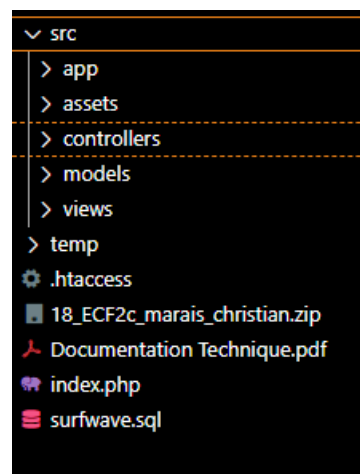 src
app
assets
controllers
models
views
temp
.htaccess
18_ECF2c_marais_christian.zip
Documentation Technique.pdf
index.php
surfwave.sql